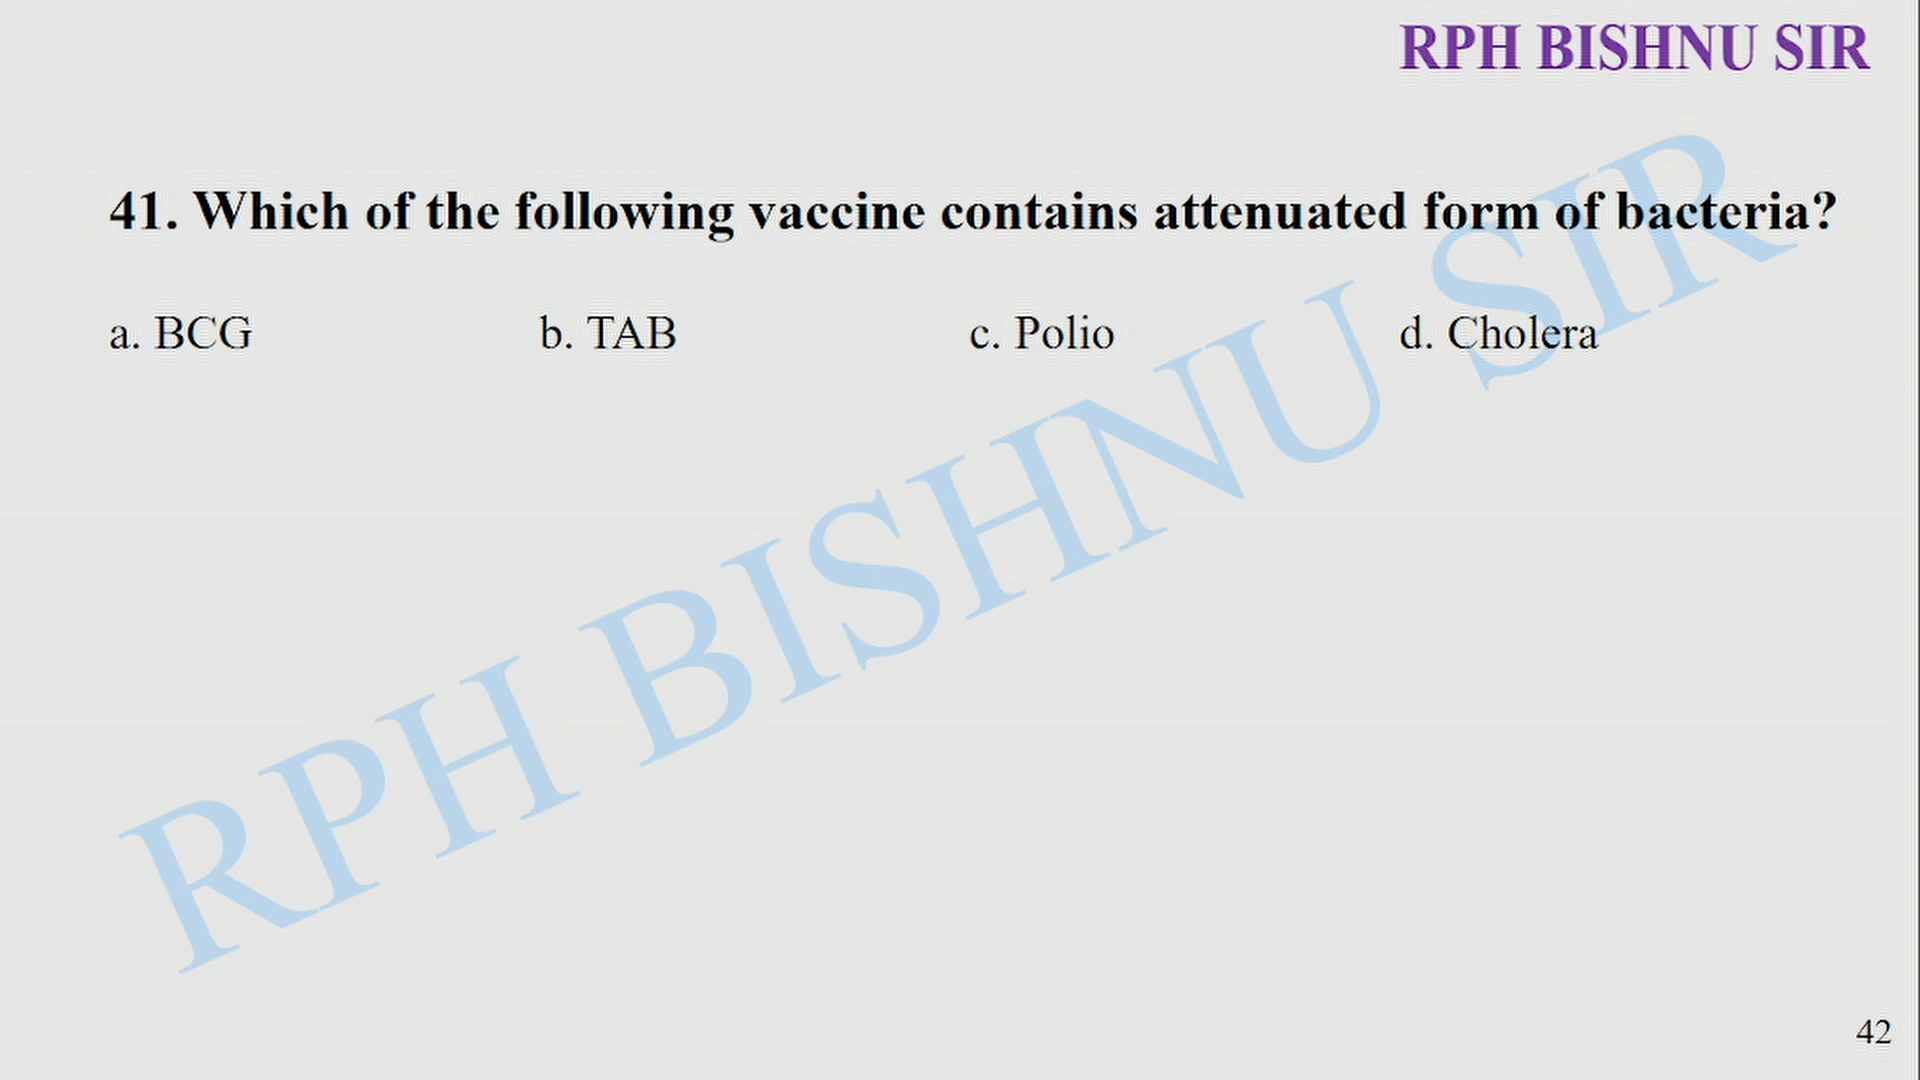 RPH BISHNU SIR
41. Which of the following vaccine contains attenuated form of bacteria?
a. BCG b. TAB c. Polio d. Cholera
RPH BISHNU SIR
42